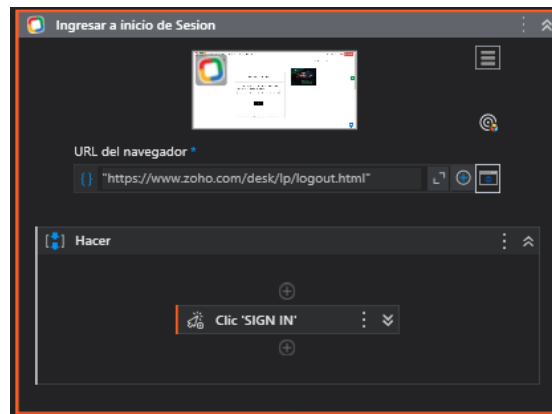 Ingresar a inicio de Sesion
URL del navegador *
"https://www.zoho.com/desk/lp/logout.html"
Hacer
Clic 'SIGN IN'